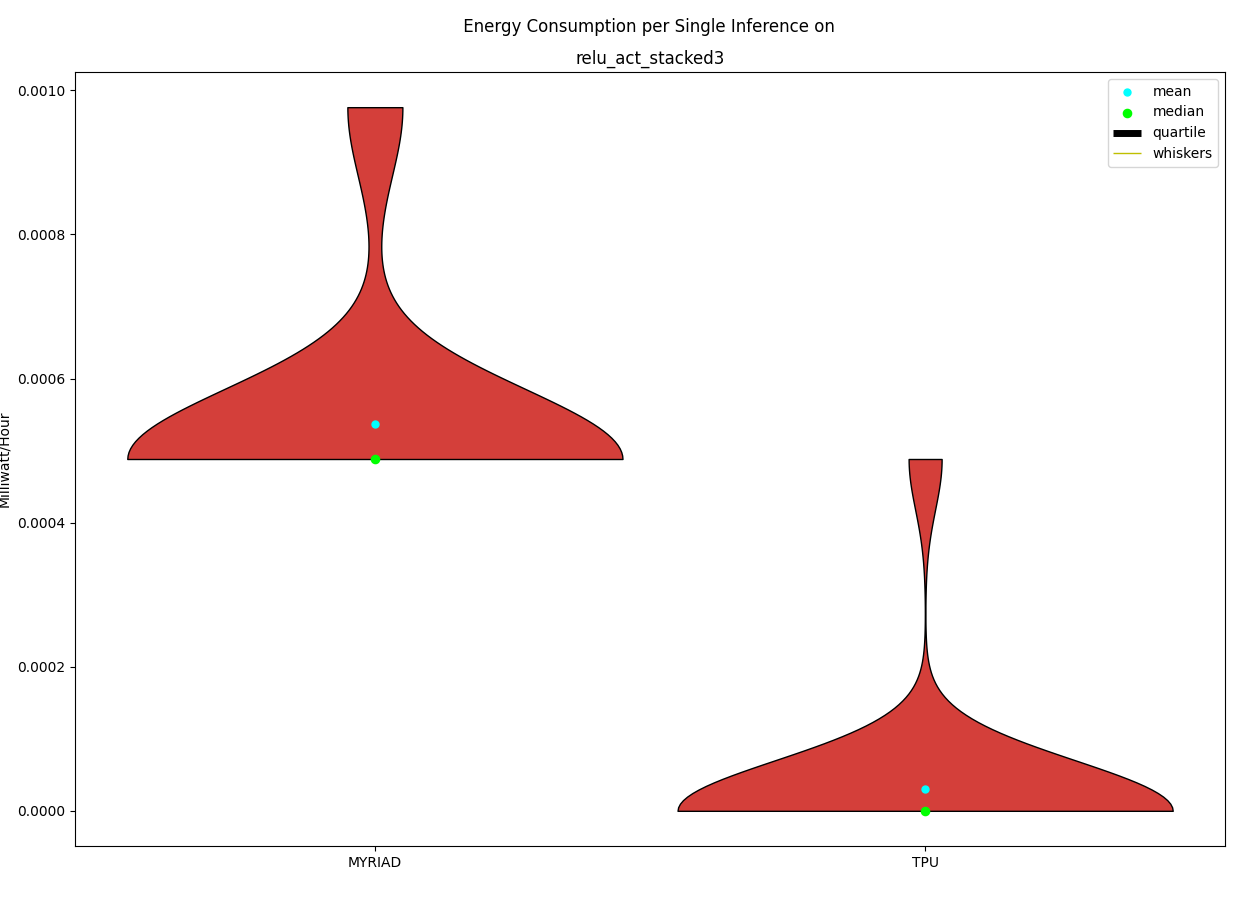 Energy Consumption per Single Inference on
relu_act_stacked3
0.0010
0.0008
0.0006
0.0004
0.0002
0.0000
Milliwatt/Hour
MYRIAD
TPU
mean
median
quartile
whiskers